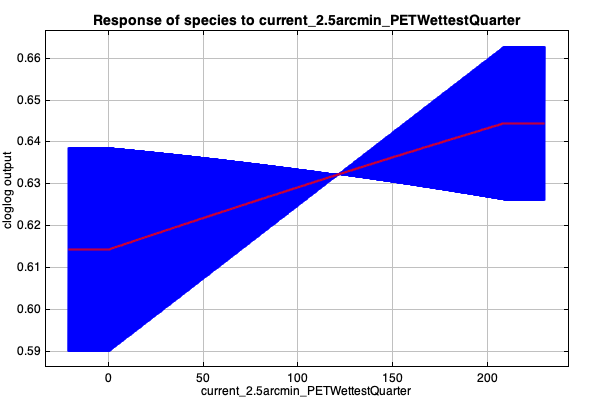 Response of species to current_2.5arcmin_PETWettestQuarter
cloglog output
0.66
0.65
0.64
0.63
0.62
0.61
0.60
0.59
0 50 100 150 200
current_2.5arcmin_PETWettestQuarter